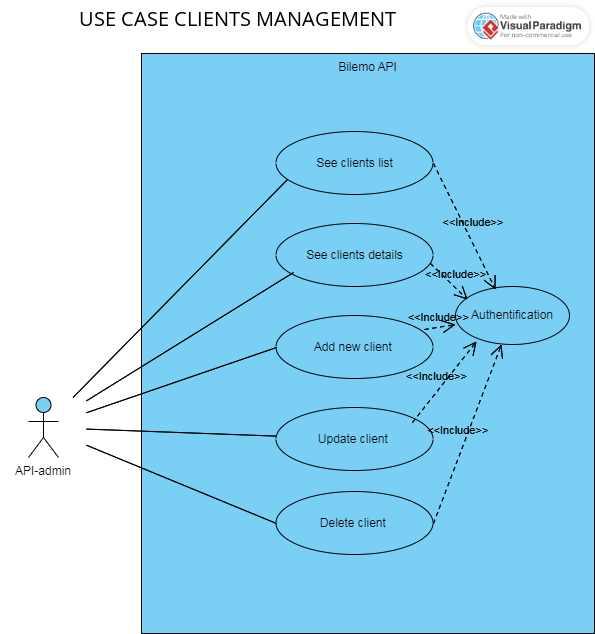 USE CASE CLIENTS MANAGEMENT
Made with
Visual Paradigm
For non-commercial use
Bilemo API
See clients list
<<Include>>
See clients details
<<Include>>
Authentification
<<Include>>
Add new client
<<Include>>
<<Include>>
Update client
API-admin
Delete client